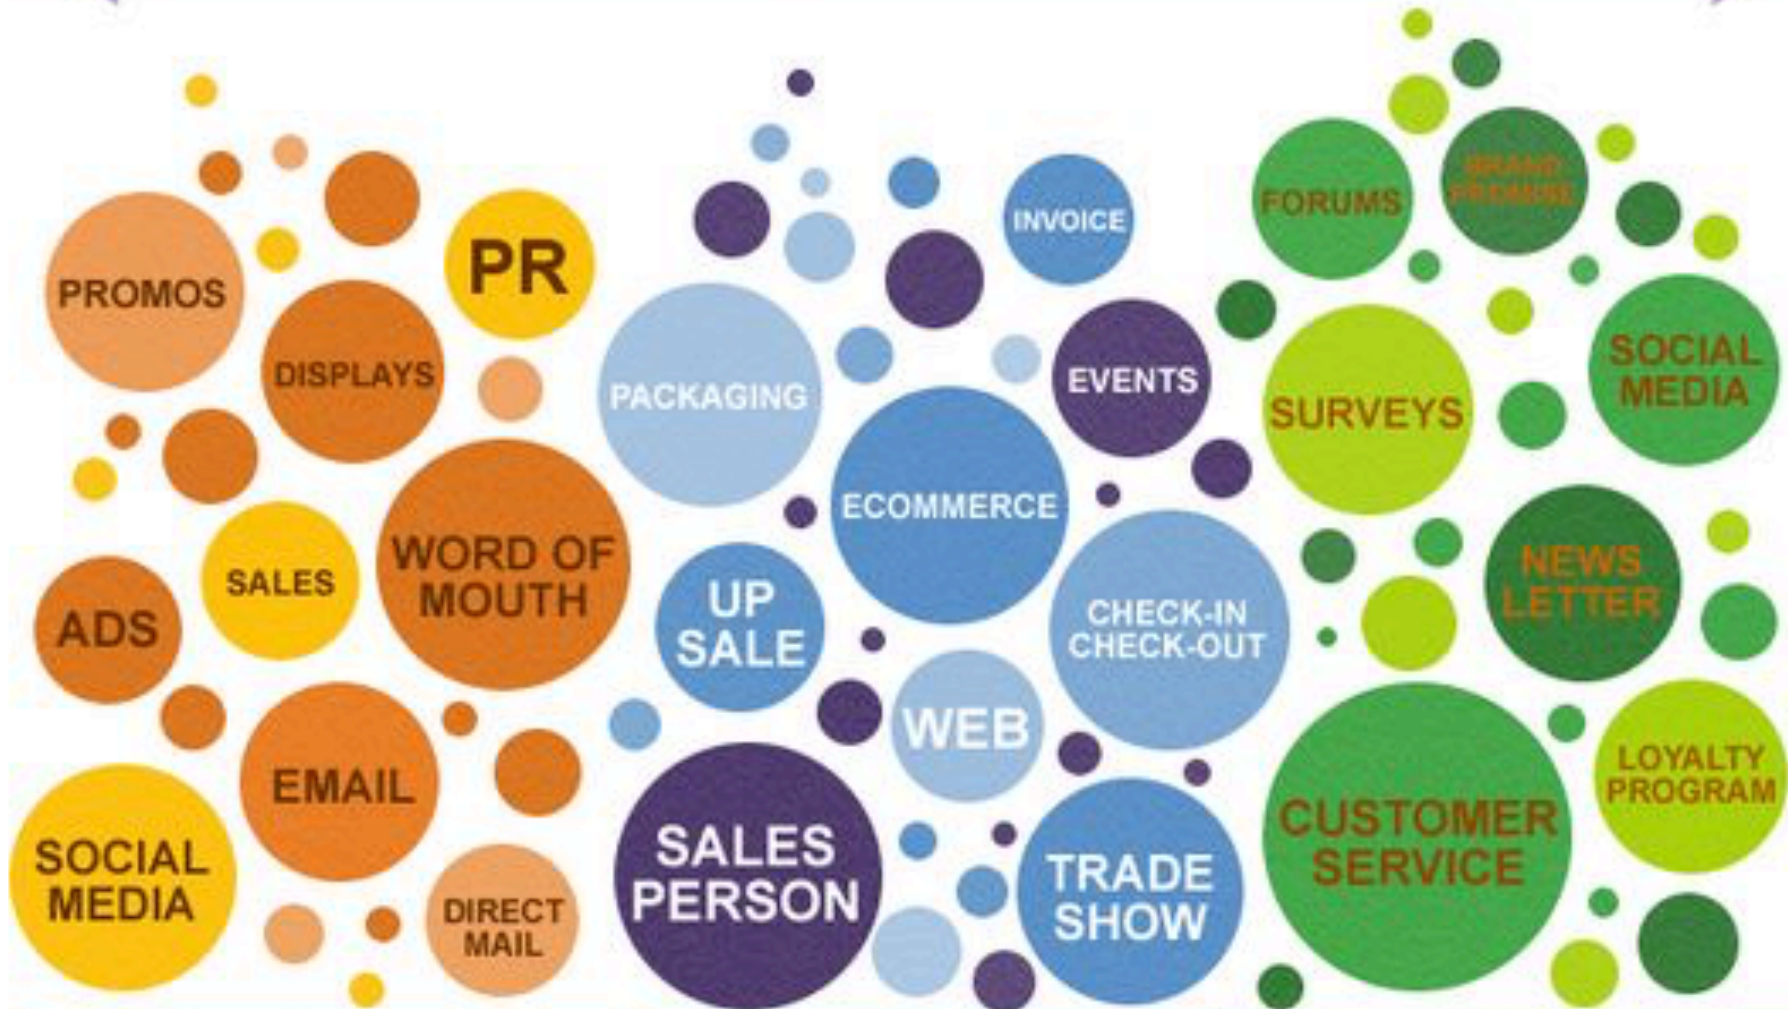 PROMOS
DISPLAYS
PR
ADS
SALES
WORD OF
MOUTH
EMAIL
SOCIAL
MEDIA
DIRECT
MAIL
PACKAGING
INVOICE
EVENTS
ECOMMERCE
UP
SALE
CHECK-IN
CHECK-OUT
WEB
SALES
PERSON
TRADE
SHOW
FORUMS
BRAND
PROMISE
SURVEYS
SOCIAL
MEDIA
NEWS
LETTER
CUSTOMER
SERVICE
LOYALTY
PROGRAM